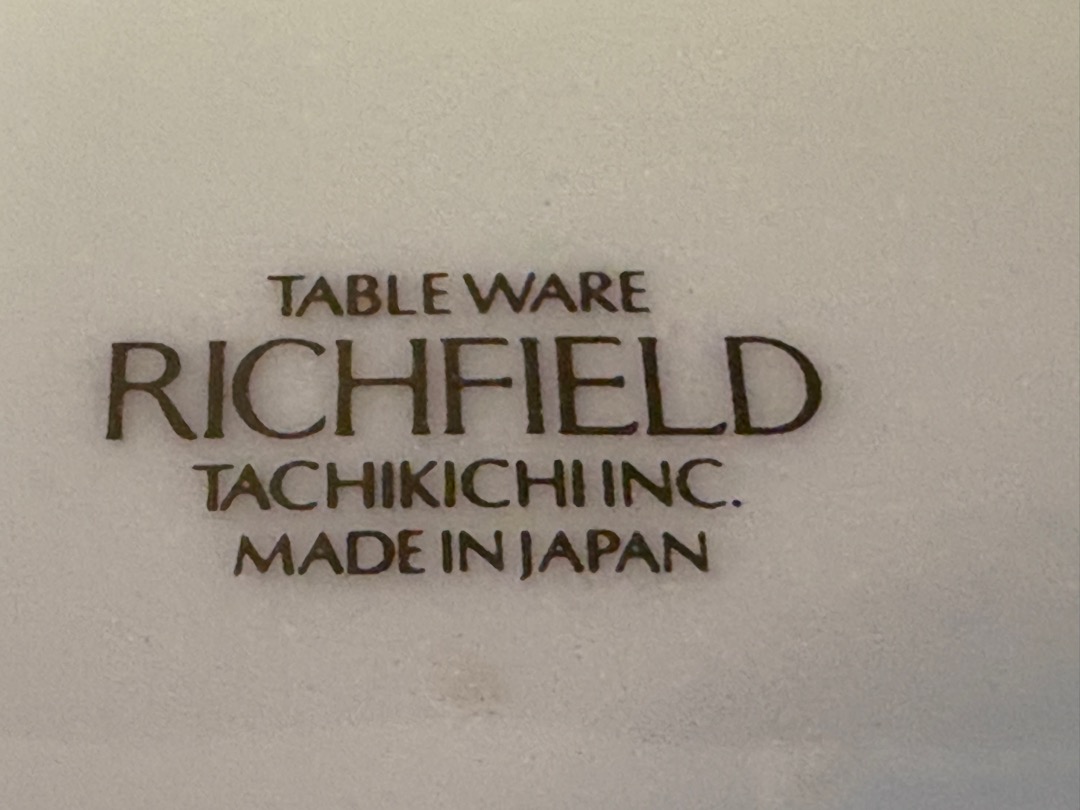 TABLE WARE
RICHFIELD
TACHIKICHI INC.
MADE IN JAPAN